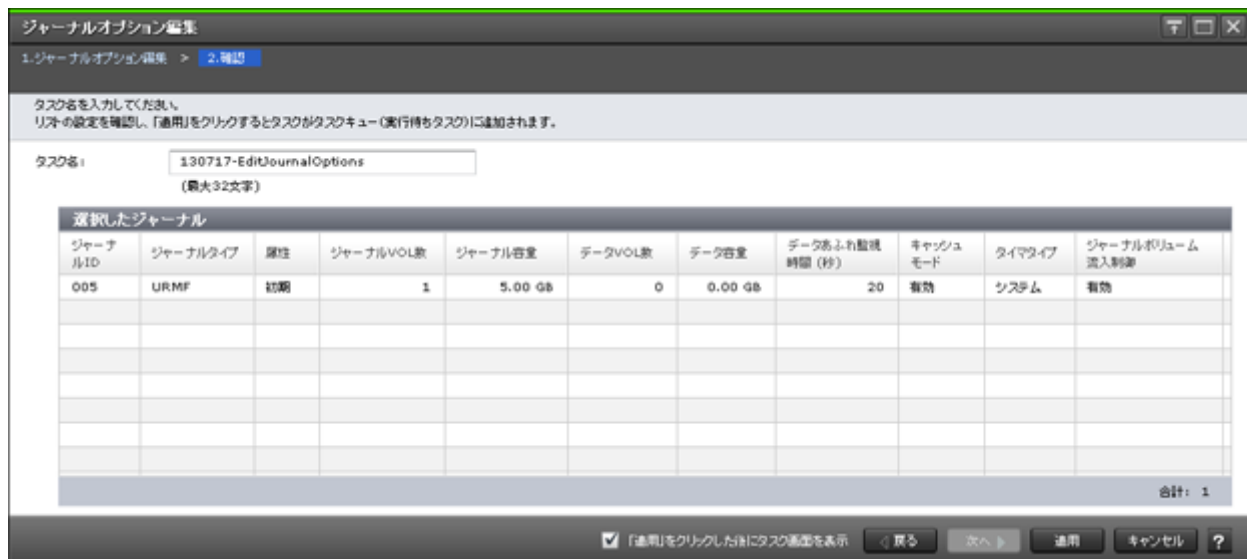 ジャーナルオプション編集
1.ジャーナルオプション編集 > 2.確認
タスク名を入力してください。
リストの設定を確認し、「適用」をクリックするとタスクがタスクキュー(実行待ちタスク)に追加されます。
タスク名: 130717-EditJournalOptions
(最大32文字)
選択したジャーナル
ジャーナルID ジャーナルタイプ 属性 ジャーナルVOL数 ジャーナル容量 データVOL数 データ容量 データあふれ監視時間 (秒) キャッシュモード タイマタイプ ジャーナルボリューム流入制御
005 URMF 初期 1 5.00 GB 0 0.00 GB 20 有効 システム 有効
合計: 1
「適用」をクリックした後にタスク画面を表示 戻る 次へ 適用 キャンセル ?